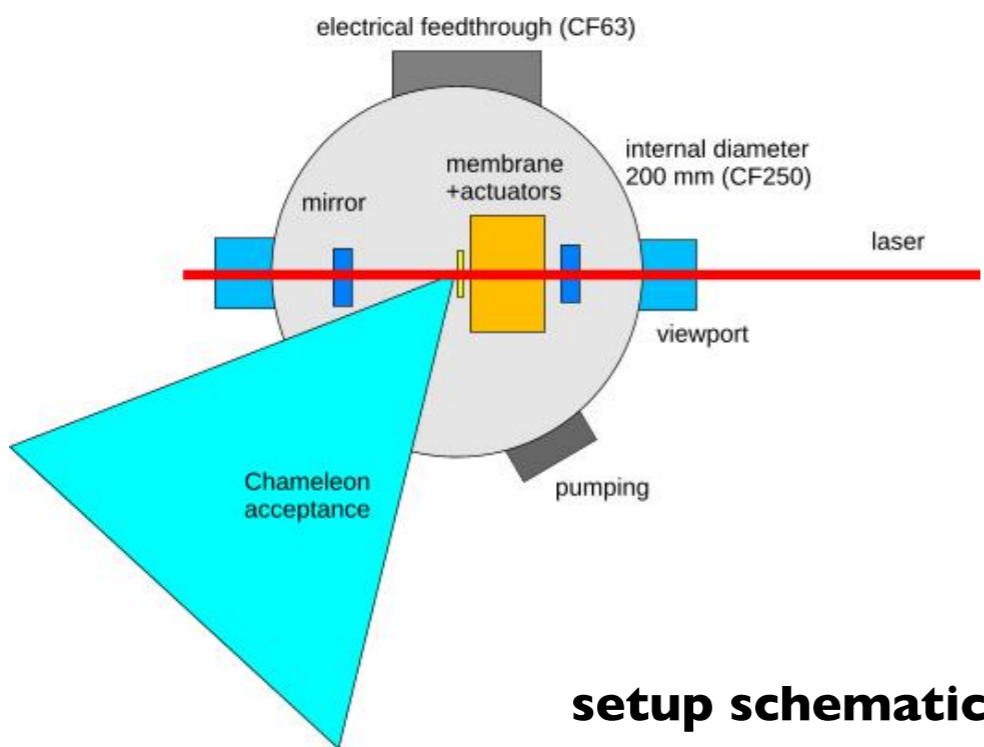 electrical feedthrough (CF63)
internal diameter
200 mm (CF250)
membrane
+actuators
mirror
laser
viewport
Chameleon
acceptance
pumping
setup schematic